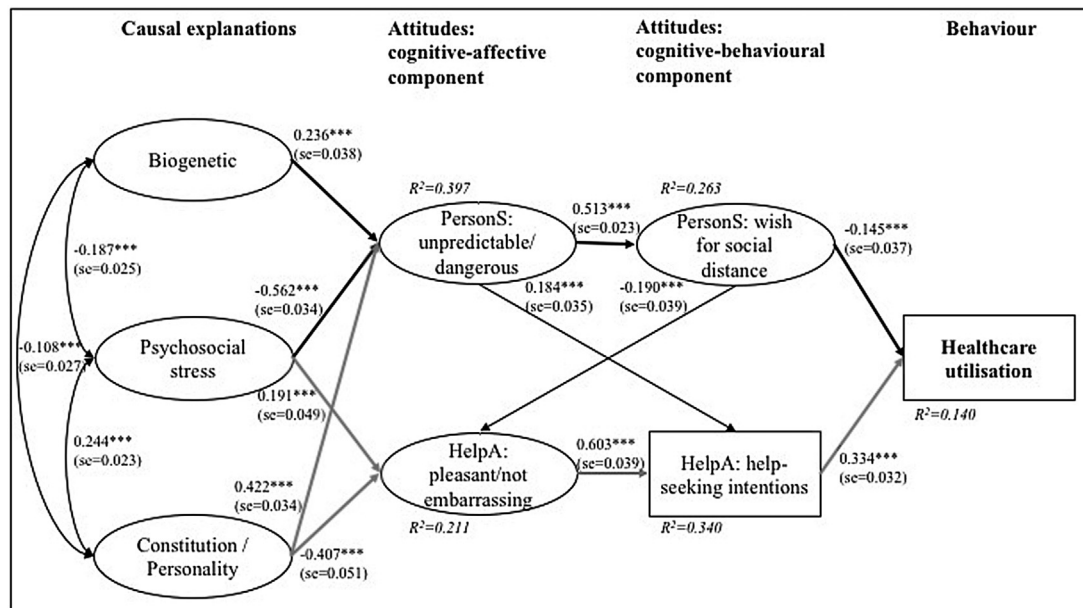 Causal explanations
Attitudes:
cognitive-affective
component
Attitudes:
cognitive-behavioural
component
Behaviour
Biogenetic
0.236***
(se=0.038)
R²=0.397
PersonS:
unpredictable/
dangerous
0.513***
(se=0.023)
R²=0.263
PersonS: wish
for social
distance
-0.145***
(se=0.037)
-0.187***
(se=0.025)
-0.562***
(se=0.034)
0.184***
(se=0.035)
-0.190***
(se=0.039)
-0.108***
(se=0.027)
Psychosocial
stress
0.191***
(se=0.049)
Healthcare
utilisation
R²=0.140
0.244***
(se=0.023)
HelpA:
pleasant/not
embarrassing
R²=0.211
0.603***
(se=0.039)
HelpA: help-
seeking intentions
R²=0.340
0.334***
(se=0.032)
0.422***
(se=0.034)
Constitution /
Personality
-0.407***
(se=0.051)